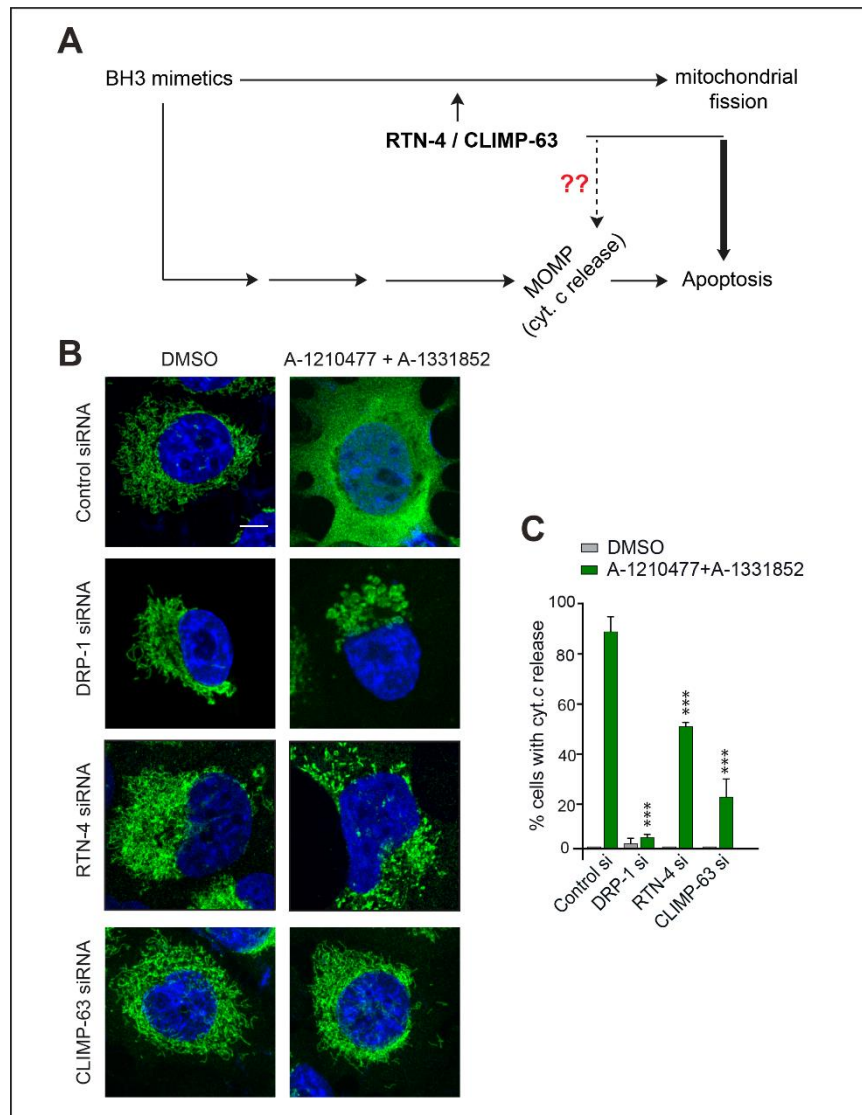 A
BH3 mimetics
mitochondrial
fission
RTN-4 / CLIMP-63
??
MOMP
(cyt. c release)
Apoptosis
B
DMSO
A-1210477 + A-1331852
Control siRNA
DRP-1 siRNA
RTN-4 siRNA
CLIMP-63 siRNA
C
DMSO
A-1210477+A-1331852
% cells with cyt.c release
100
80
60
40
20
0
***
***
***
Control si
DRP-1 si
RTN-4 si
CLIMP-63 si